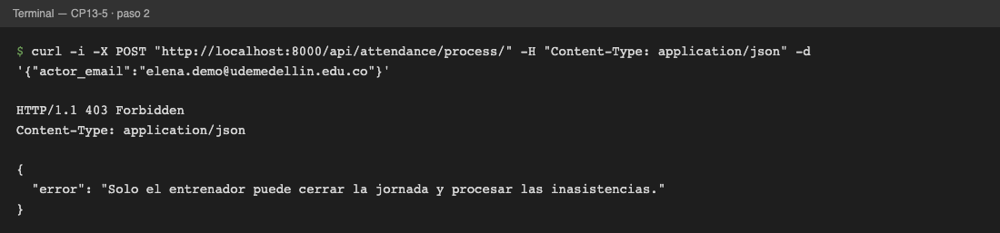 Terminal — CP13-5 · paso 2
$ curl -i -X POST "http://localhost:8000/api/attendance/process/" -H "Content-Type: application/json" -d
'{"actor_email":"elena.demo@udemedellin.edu.co"}'
HTTP/1.1 403 Forbidden
Content-Type: application/json
{
"error": "Solo el entrenador puede cerrar la jornada y procesar las inasistencias."
}